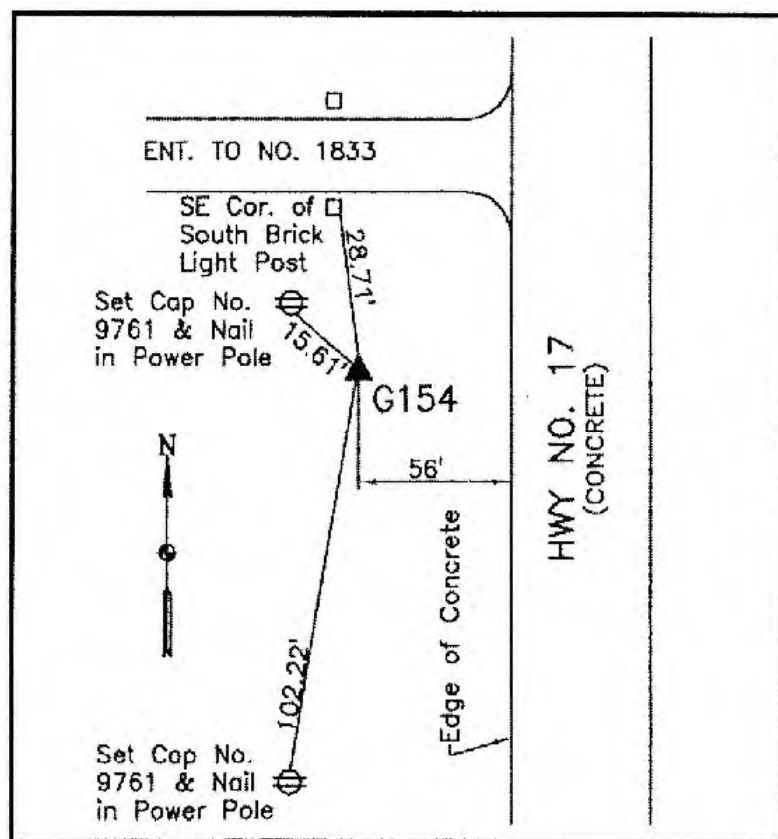 ENT. TO NO. 1833
SE Cor. of
South Brick
Light Post
28.71'
Set Cap No.
9761 & Nail
in Power Pole
15.61'
G154
HWY NO. 17
(CONCRETE)
N
56'
Edge of Concrete
102.22'
Set Cap No.
9761 & Nail
in Power Pole